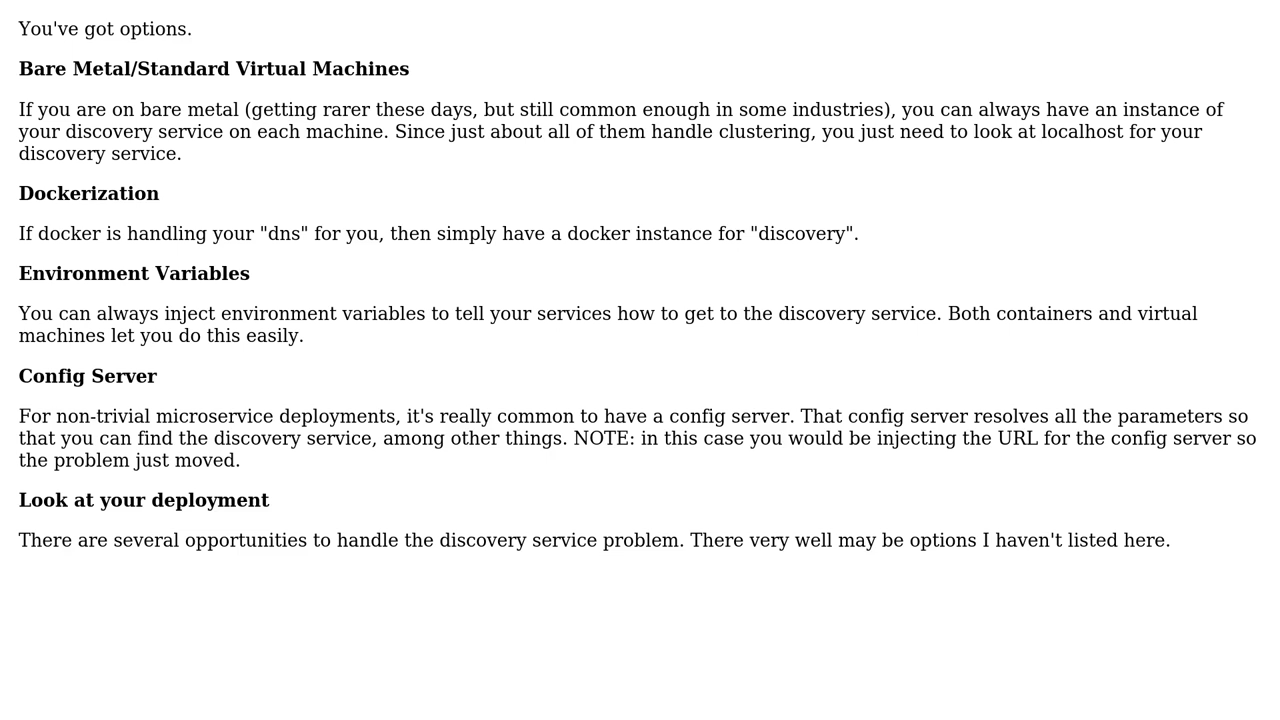 You've got options.
Bare Metal/Standard Virtual Machines
If you are on bare metal (getting rarer these days, but still common enough in some industries), you can always have an instance of
your discovery service on each machine. Since just about all of them handle clustering, you just need to look at localhost for your
discovery service.
Dockerization
If docker is handling your "dns" for you, then simply have a docker instance for "discovery".
Environment Variables
You can always inject environment variables to tell your services how to get to the discovery service. Both containers and virtual
machines let you do this easily.
Config Server
For non-trivial microservice deployments, it's really common to have a config server. That config server resolves all the parameters so
that you can find the discovery service, among other things. NOTE: in this case you would be injecting the URL for the config server so
the problem just moved.
Look at your deployment
There are several opportunities to handle the discovery service problem. There very well may be options I haven't listed here.